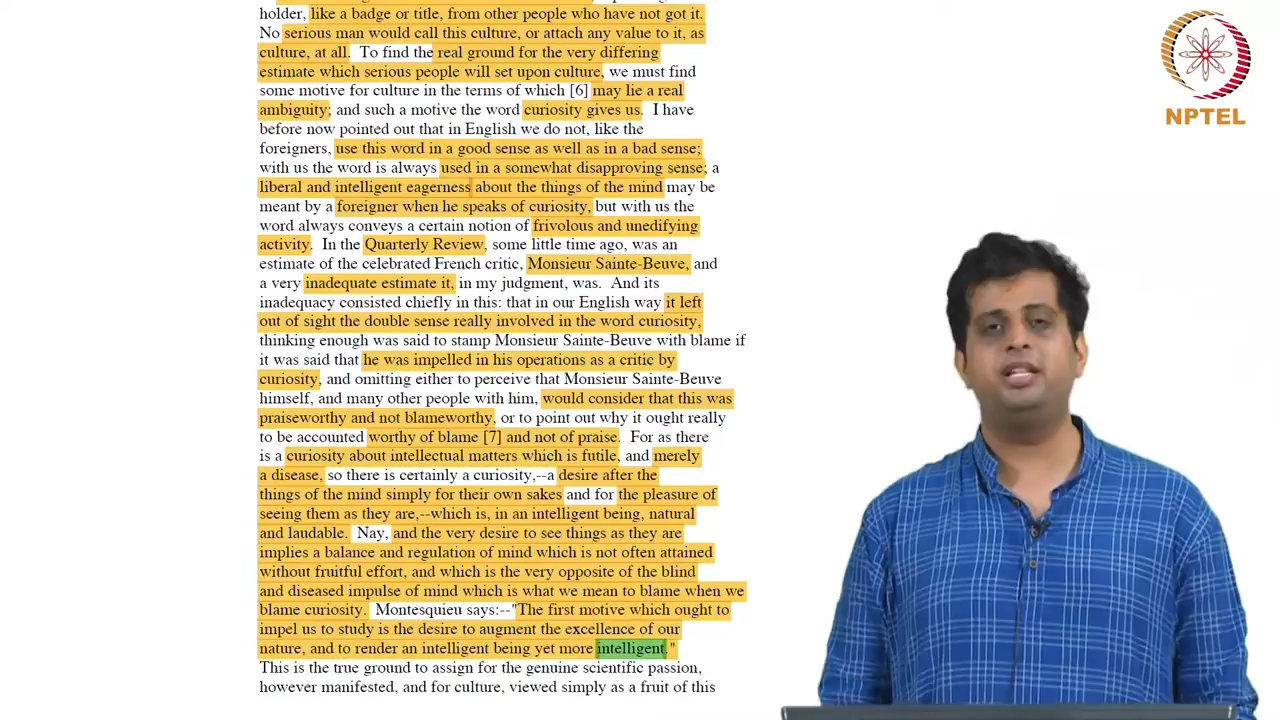 holder, like a badge or title, from other people who have not got it.
No serious man would call this culture, or attach any value to it, as
culture, at all. To find the real ground for the very differing
estimate which serious people will set upon culture, we must find
some motive for culture in the terms of which [6] may lie a real
ambiguity; and such a motive the word curiosity gives us. I have
before now pointed out that in English we do not, like the
foreigners, use this word in a good sense as well as in a bad sense;
with us the word is always used in a somewhat disapproving sense; a
liberal and intelligent eagerness about the things of the mind may be
meant by a foreigner when he speaks of curiosity, but with us the
word always conveys a certain notion of frivolous and unedifying
activity. In the Quarterly Review, some little time ago, was an
estimate of the celebrated French critic, Monsieur Sainte-Beuve, and
a very inadequate estimate it, in my judgment, was. And its
inadequacy consisted chiefly in this: that in our English way it left
out of sight the double sense really involved in the word curiosity,
thinking enough was said to stamp Monsieur Sainte-Beuve with blame if
it was said that he was impelled in his operations as a critic by
curiosity, and omitting either to perceive that Monsieur Sainte-Beuve
himself, and many other people with him, would consider that this was
praiseworthy and not blameworthy, or to point out why it ought really
to be accounted worthy of blame [7] and not of praise. For as there
is a curiosity about intellectual matters which is futile, and merely
a disease, so there is certainly a curiosity,--a desire after the
things of the mind simply for their own sakes and for the pleasure of
seeing them as they are,--which is, in an intelligent being, natural
and laudable. Nay, and the very desire to see things as they are
implies a balance and regulation of mind which is not often attained
without fruitful effort, and which is the very opposite of the blind
and diseased impulse of mind which is what we mean to blame when we
blame curiosity. Montesquieu says:--"The first motive which ought to
impel us to study is the desire to augment the excellence of our
nature, and to render an intelligent being yet more intelligent."
This is the true ground to assign for the genuine scientific passion,
however manifested, and for culture, viewed simply as a fruit of this
NPTEL